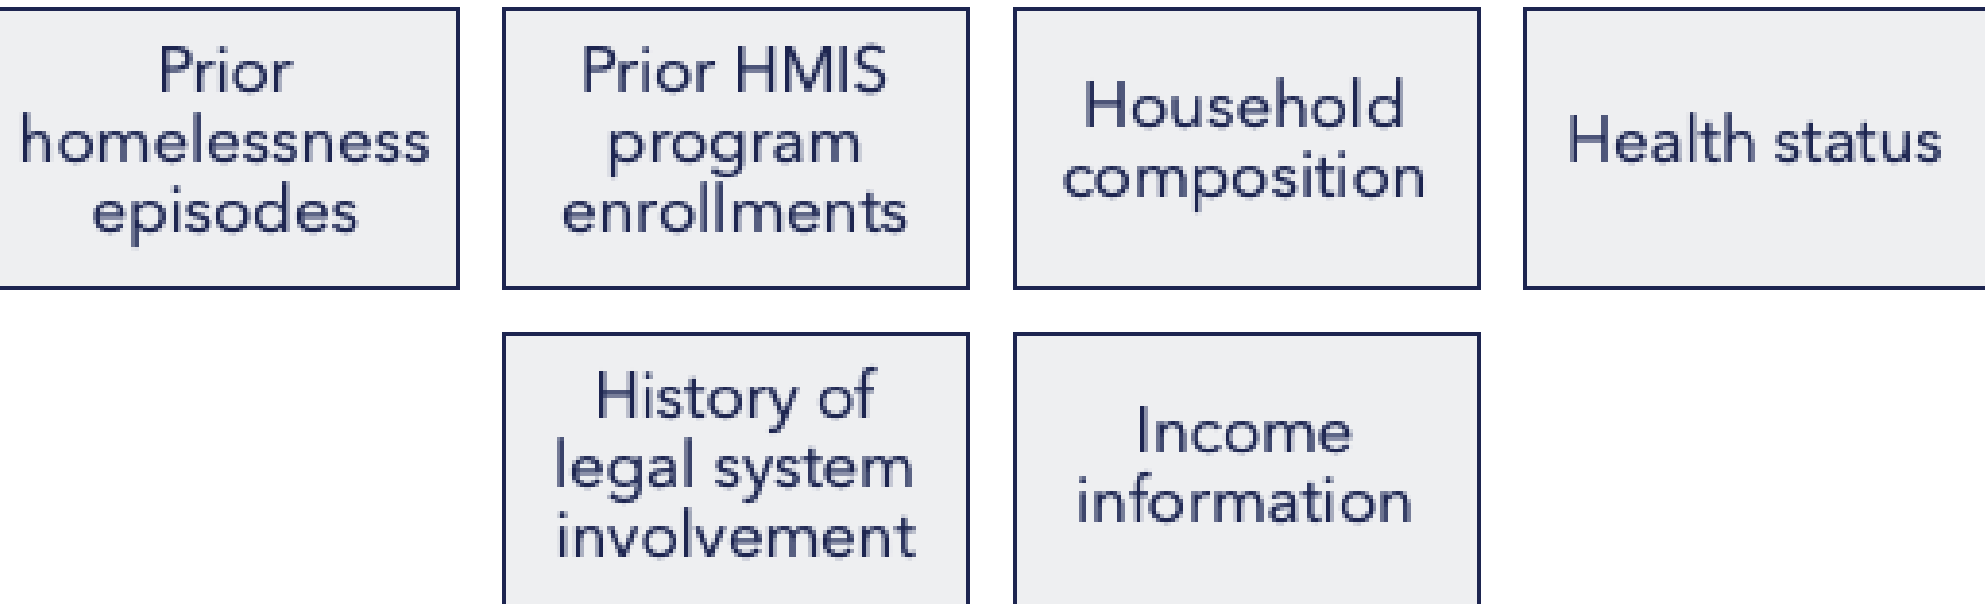 Prior
homelessness
episodes
Prior HMIS
program
enrollments
Household
composition
Health status
History of
legal system
involvement
Income
information